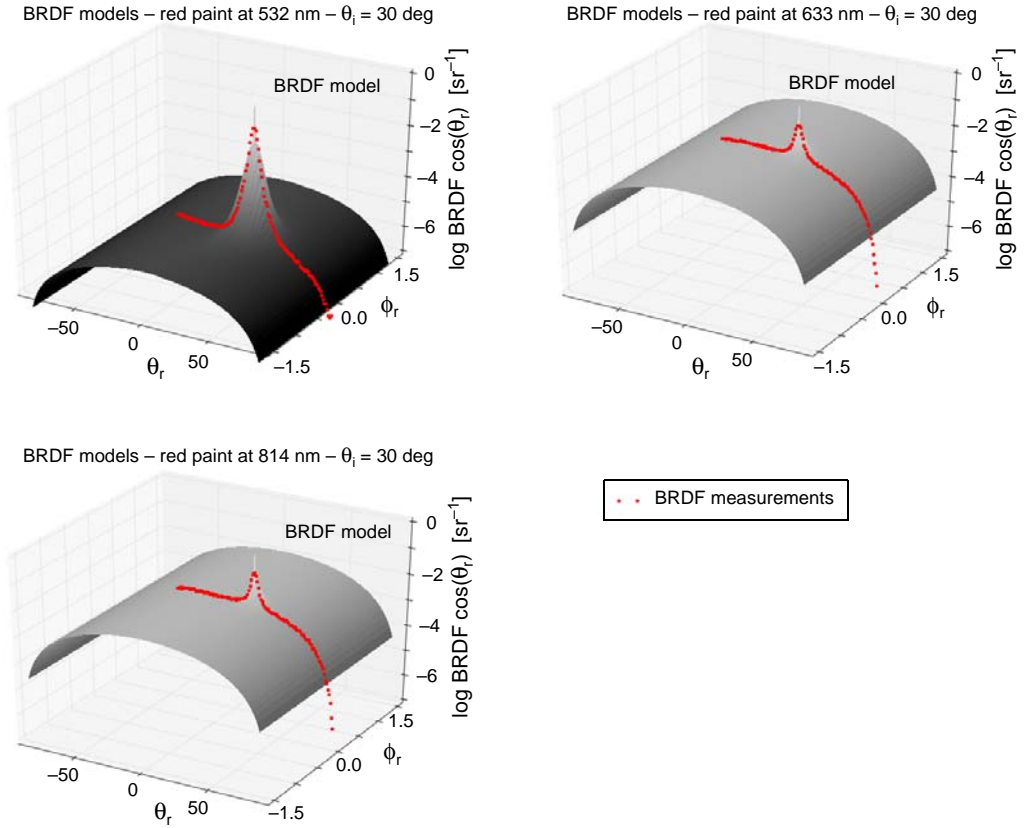 BRDF models – red paint at 532 nm – θi = 30 deg
BRDF model
0
−2
−4
−6
log BRDF cos(θr) [sr−1]
−50
0
50
θr
−1.5
0.0
1.5
ϕr
BRDF models – red paint at 633 nm – θi = 30 deg
BRDF model
0
−2
−4
−6
log BRDF cos(θr) [sr−1]
−50
0
50
θr
−1.5
0.0
1.5
ϕr
BRDF models – red paint at 814 nm – θi = 30 deg
BRDF model
0
−2
−4
−6
log BRDF cos(θr) [sr−1]
−50
0
50
θr
−1.5
0.0
1.5
ϕr
BRDF measurements